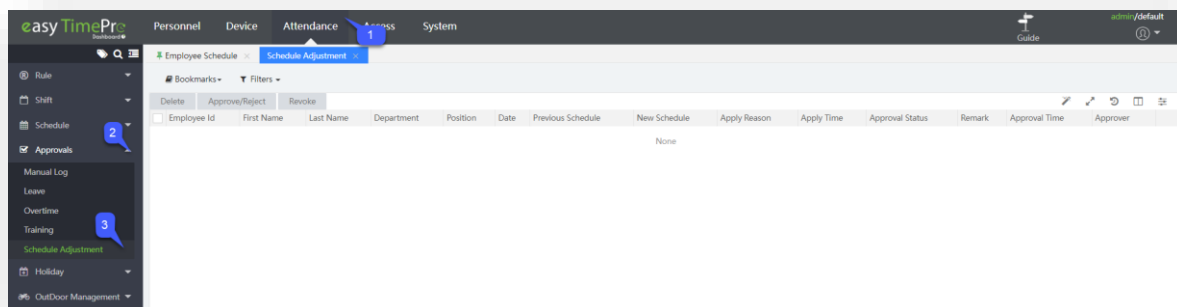 easy TimePro Personnel Device Attendance Access System admin/default
Dashboard Guide
1
Employee Schedule × Schedule Adjustment ×
Rule Bookmarks Filters
Shift Delete Approve/Reject Revoke
Schedule Employee Id First Name Last Name Department Position Date Previous Schedule New Schedule Apply Reason Apply Time Approval Status Remark Approval Time Approver
2
Approvals None
Manual Log
Leave
Overtime
Training
3
Schedule Adjustment
Holiday
OutDoor Management